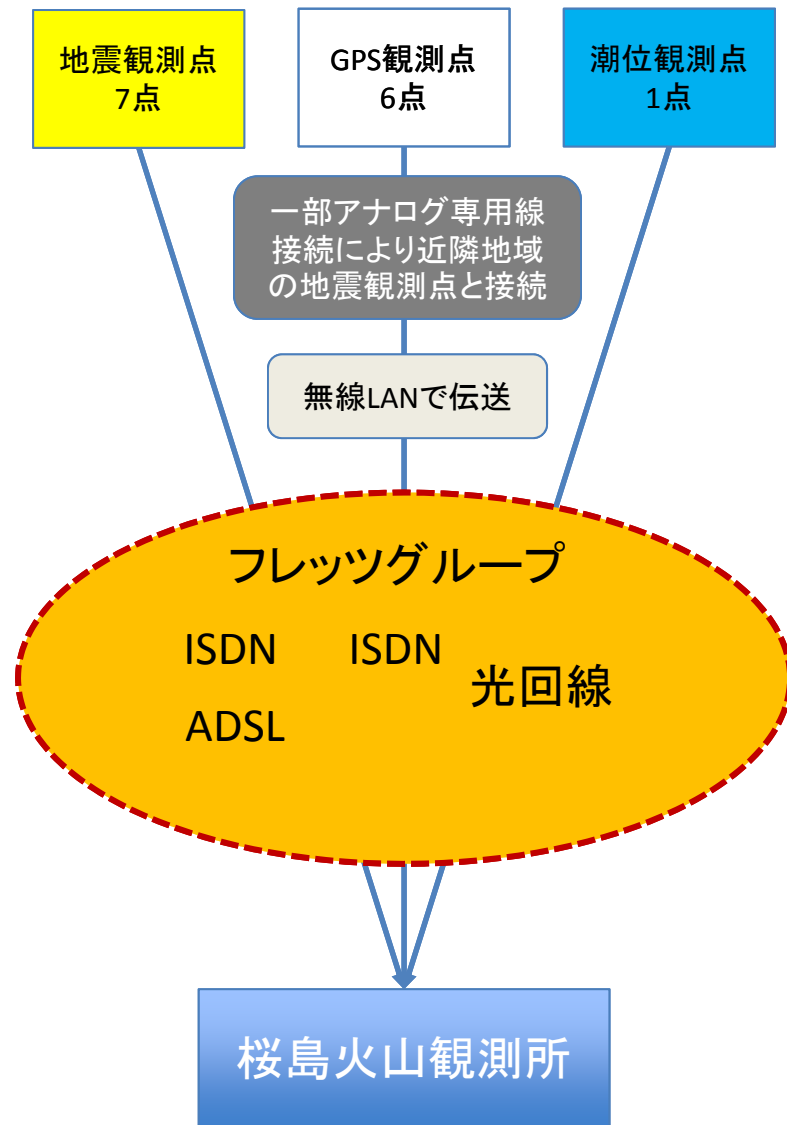 地震観測点
7点
GPS観測点
6点
潮位観測点
1点
一部アナログ専用線
接続により近隣地域
の地震観測点と接続
無線LANで伝送
フレッツグループ
ISDN
ISDN
光回線
ADSL
桜島火山観測所